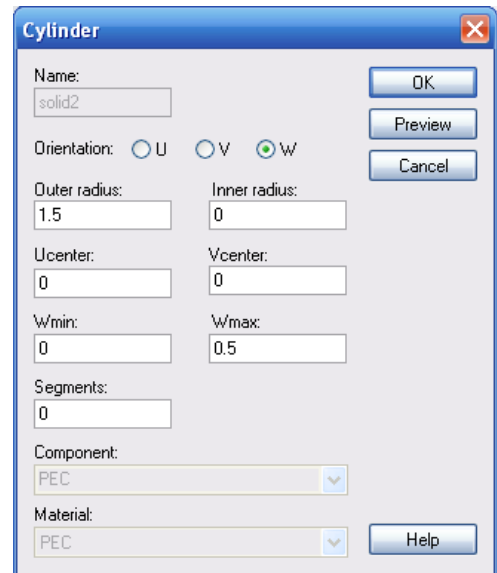 Cylinder
Name:
solid2
OK
Preview
Cancel
Orientation: U V W
Outer radius: Inner radius:
1.5 0
Ucenter: Vcenter:
0 0
Wmin: Wmax:
0 0.5
Segments:
0
Component:
PEC
Material:
PEC
Help